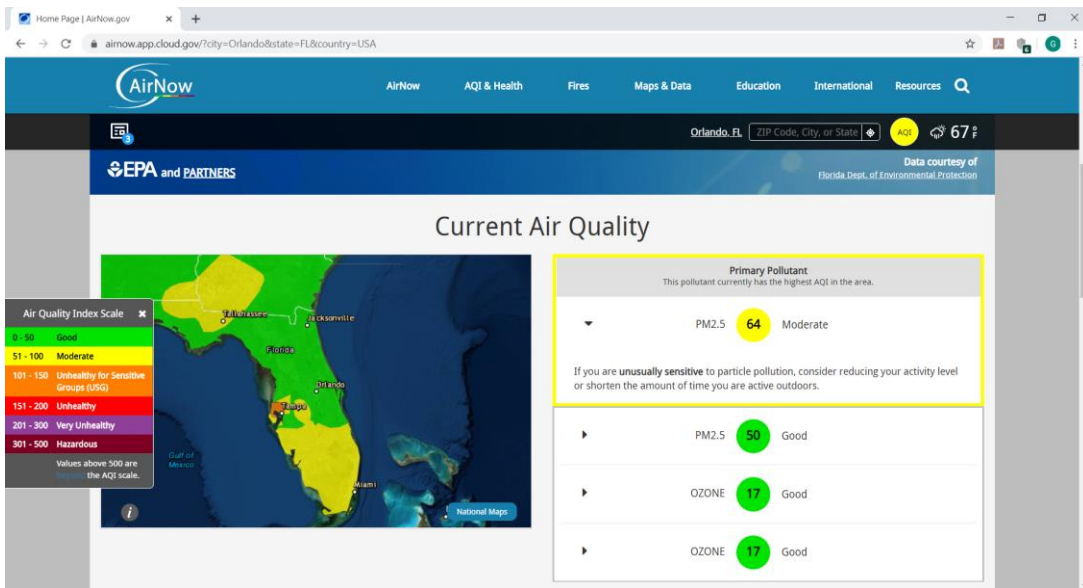 Home Page | AirNow.gov
airnow.app.cloud.gov/?city=Orlando&state=FL&country=USA
G
AirNow
AirNow AQI & Health Fires Maps & Data Education International Resources
3
Orlando, FL ZIP Code, City, or State AQI 67 °F
EPA and PARTNERS
Data courtesy of
Florida Dept. of Environmental Protection
Current Air Quality
Tallahassee
Jacksonville
Florida
Orlando
Tampa
Gulf of
Mexico
Miami
i
National Maps
Air Quality Index Scale
0 - 50 Good
51 - 100 Moderate
101 - 150 Unhealthy for Sensitive
Groups (USG)
151 - 200 Unhealthy
201 - 300 Very Unhealthy
301 - 500 Hazardous
Values above 500 are
the AQI scale.
Primary Pollutant
This pollutant currently has the highest AQI in the area.
PM2.5 64 Moderate
If you are unusually sensitive to particle pollution, consider reducing your activity level
or shorten the amount of time you are active outdoors.
PM2.5 50 Good
OZONE 17 Good
OZONE 17 Good